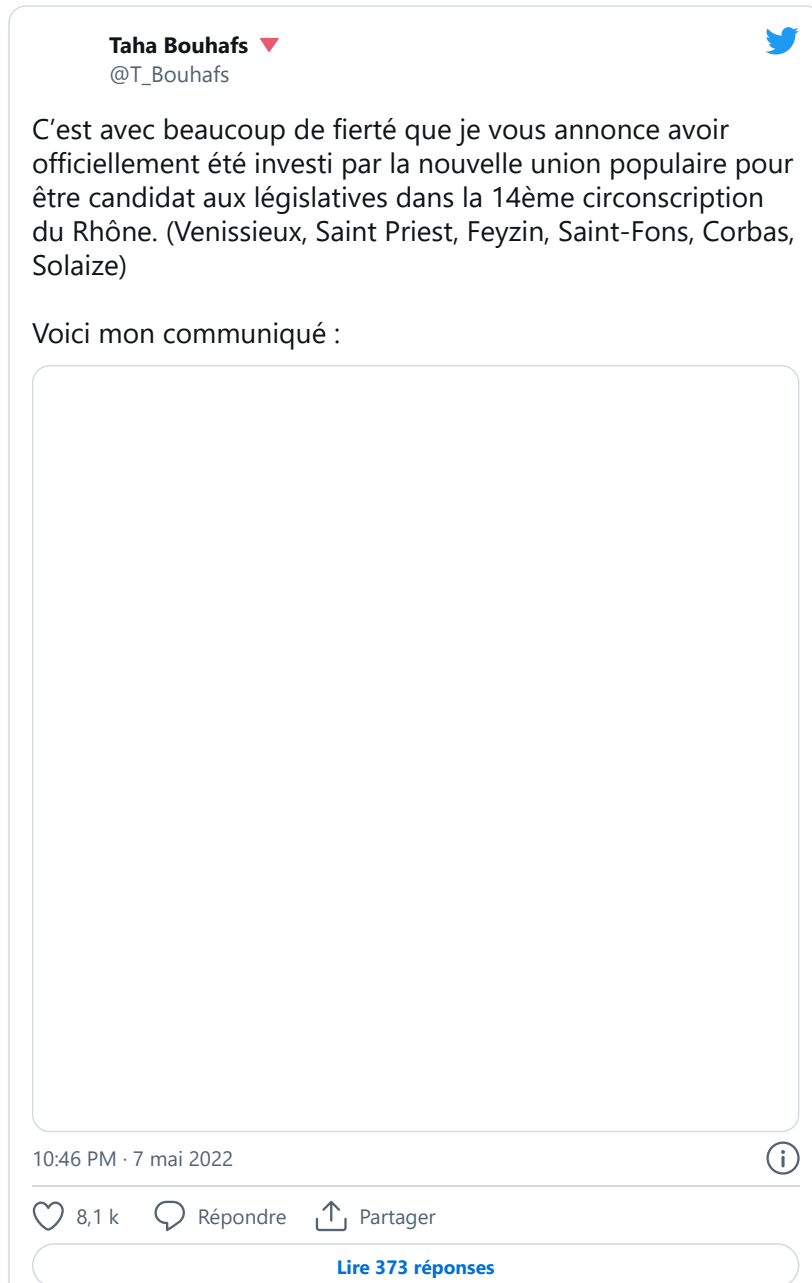 Taha Bouhafs 🔻
@T_Bouhafs
C’est avec beaucoup de fierté que je vous annonce avoir
officiellement été investi par la nouvelle union populaire pour
être candidat aux législatives dans la 14ème circonscription
du Rhône. (Venissieux, Saint Priest, Feyzin, Saint-Fons, Corbas,
Solaize)
Voici mon communiqué :
10:46 PM · 7 mai 2022
8,1 k Répondre Partager
Lire 373 réponses